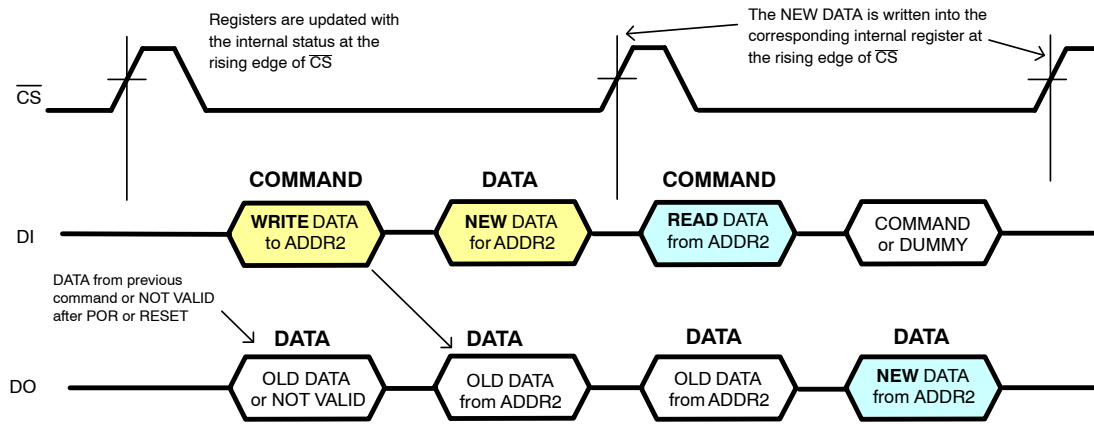 Registers are updated with
the internal status at the
rising edge of CS
The NEW DATA is written into the
corresponding internal register at
the rising edge of CS
CS
COMMAND
DATA
COMMAND
DI
WRITE DATA
to ADDR2
NEW DATA
for ADDR2
READ DATA
from ADDR2
COMMAND
or DUMMY
DATA from previous
command or NOT VALID
after POR or RESET
DATA
DATA
DATA
DATA
DO
OLD DATA
or NOT VALID
OLD DATA
from ADDR2
OLD DATA
from ADDR2
NEW DATA
from ADDR2